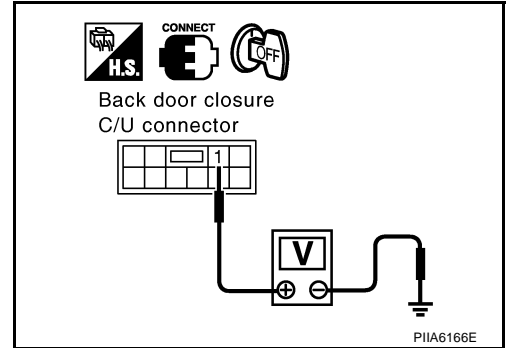 CONNECT
H.S.
OFF
Back door closure
C/U connector
1
V
+ −
PIIA6166E